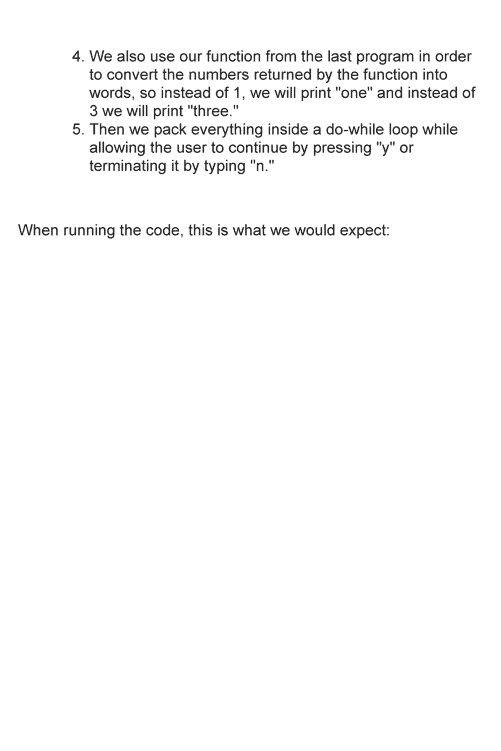 4. We also use our function from the last program in order
to convert the numbers returned by the function into
words, so instead of 1, we will print "one" and instead of
3 we will print "three."
5. Then we pack everything inside a do-while loop while
allowing the user to continue by pressing "y" or
terminating it by typing "n."
When running the code, this is what we would expect: